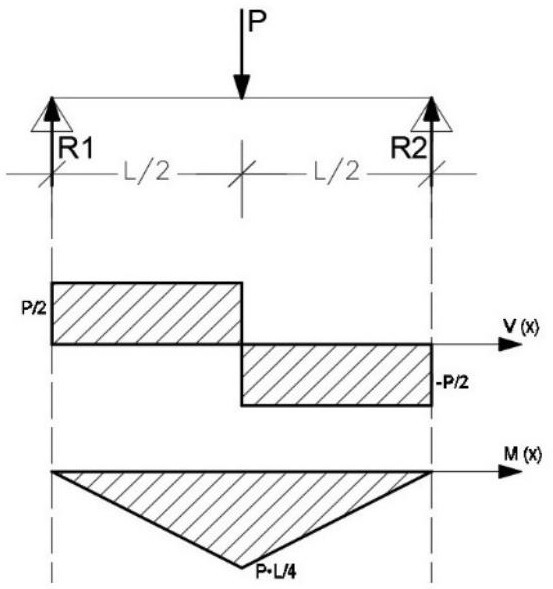 P
R1
R2
L/2
L/2
P/2
V (x)
-P/2
M (x)
P•L/4